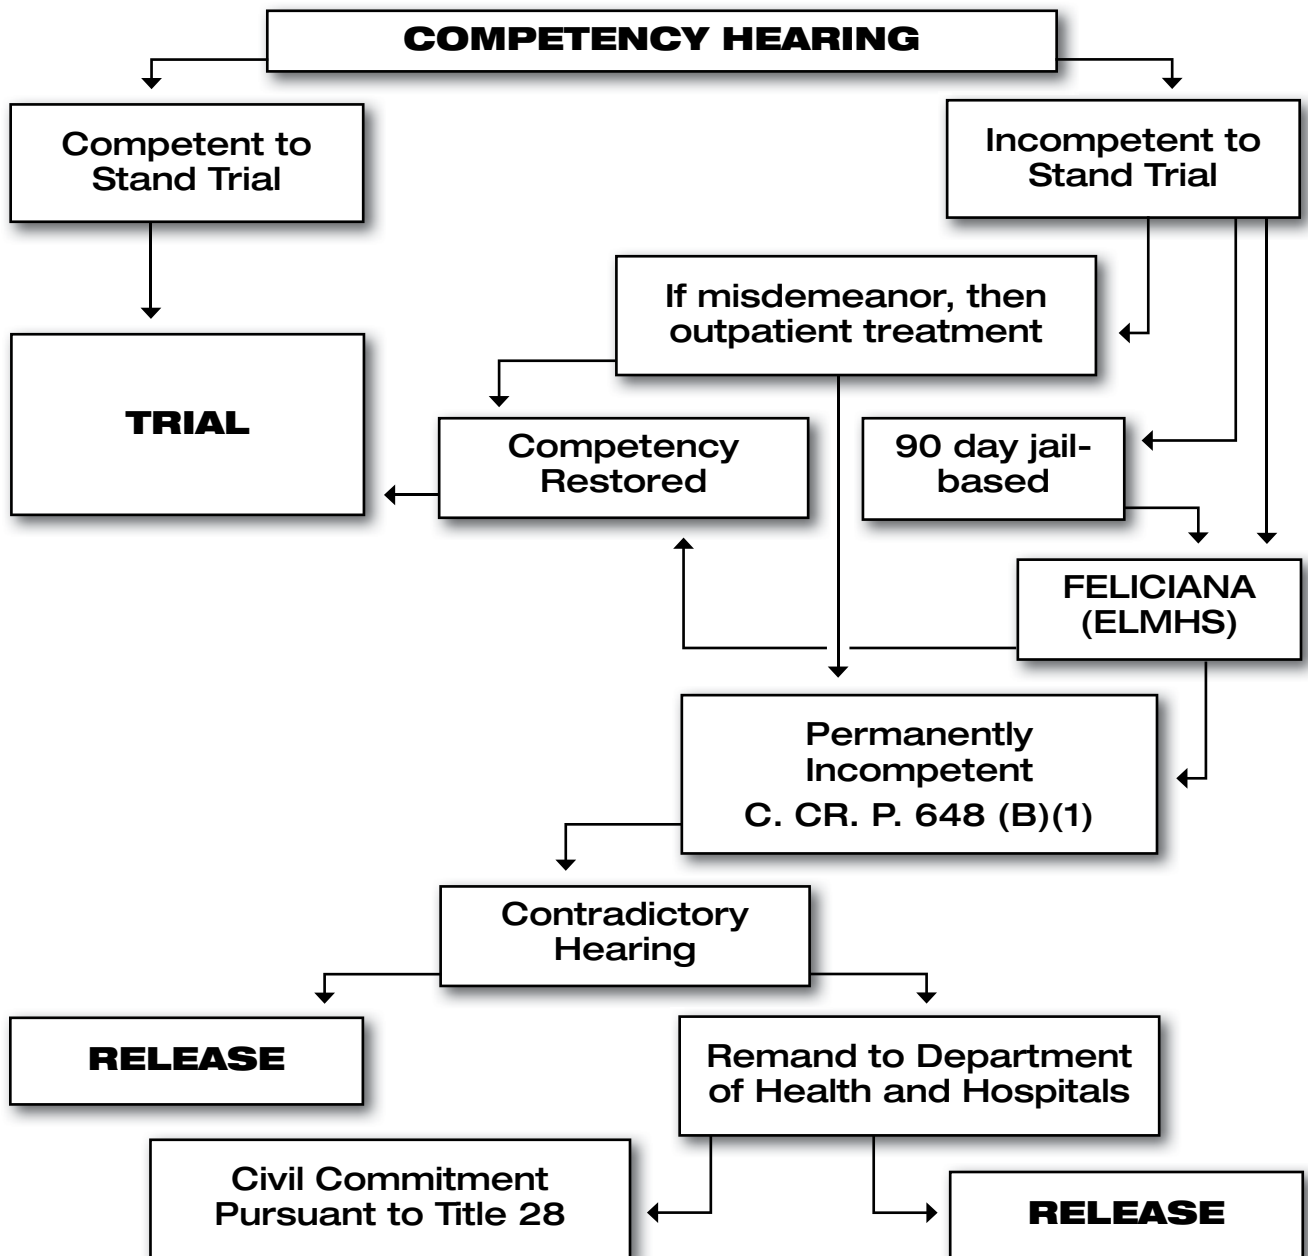 COMPETENCY HEARING
Competent to
Stand Trial
Incompetent to
Stand Trial
If misdemeanor, then
outpatient treatment
TRIAL
Competency
Restored
90 day jail-
based
FELICIANA
(ELMHS)
Permanently
Incompetent
C. CR. P. 648 (B)(1)
Contradictory
Hearing
RELEASE
Remand to Department
of Health and Hospitals
Civil Commitment
Pursuant to Title 28
RELEASE